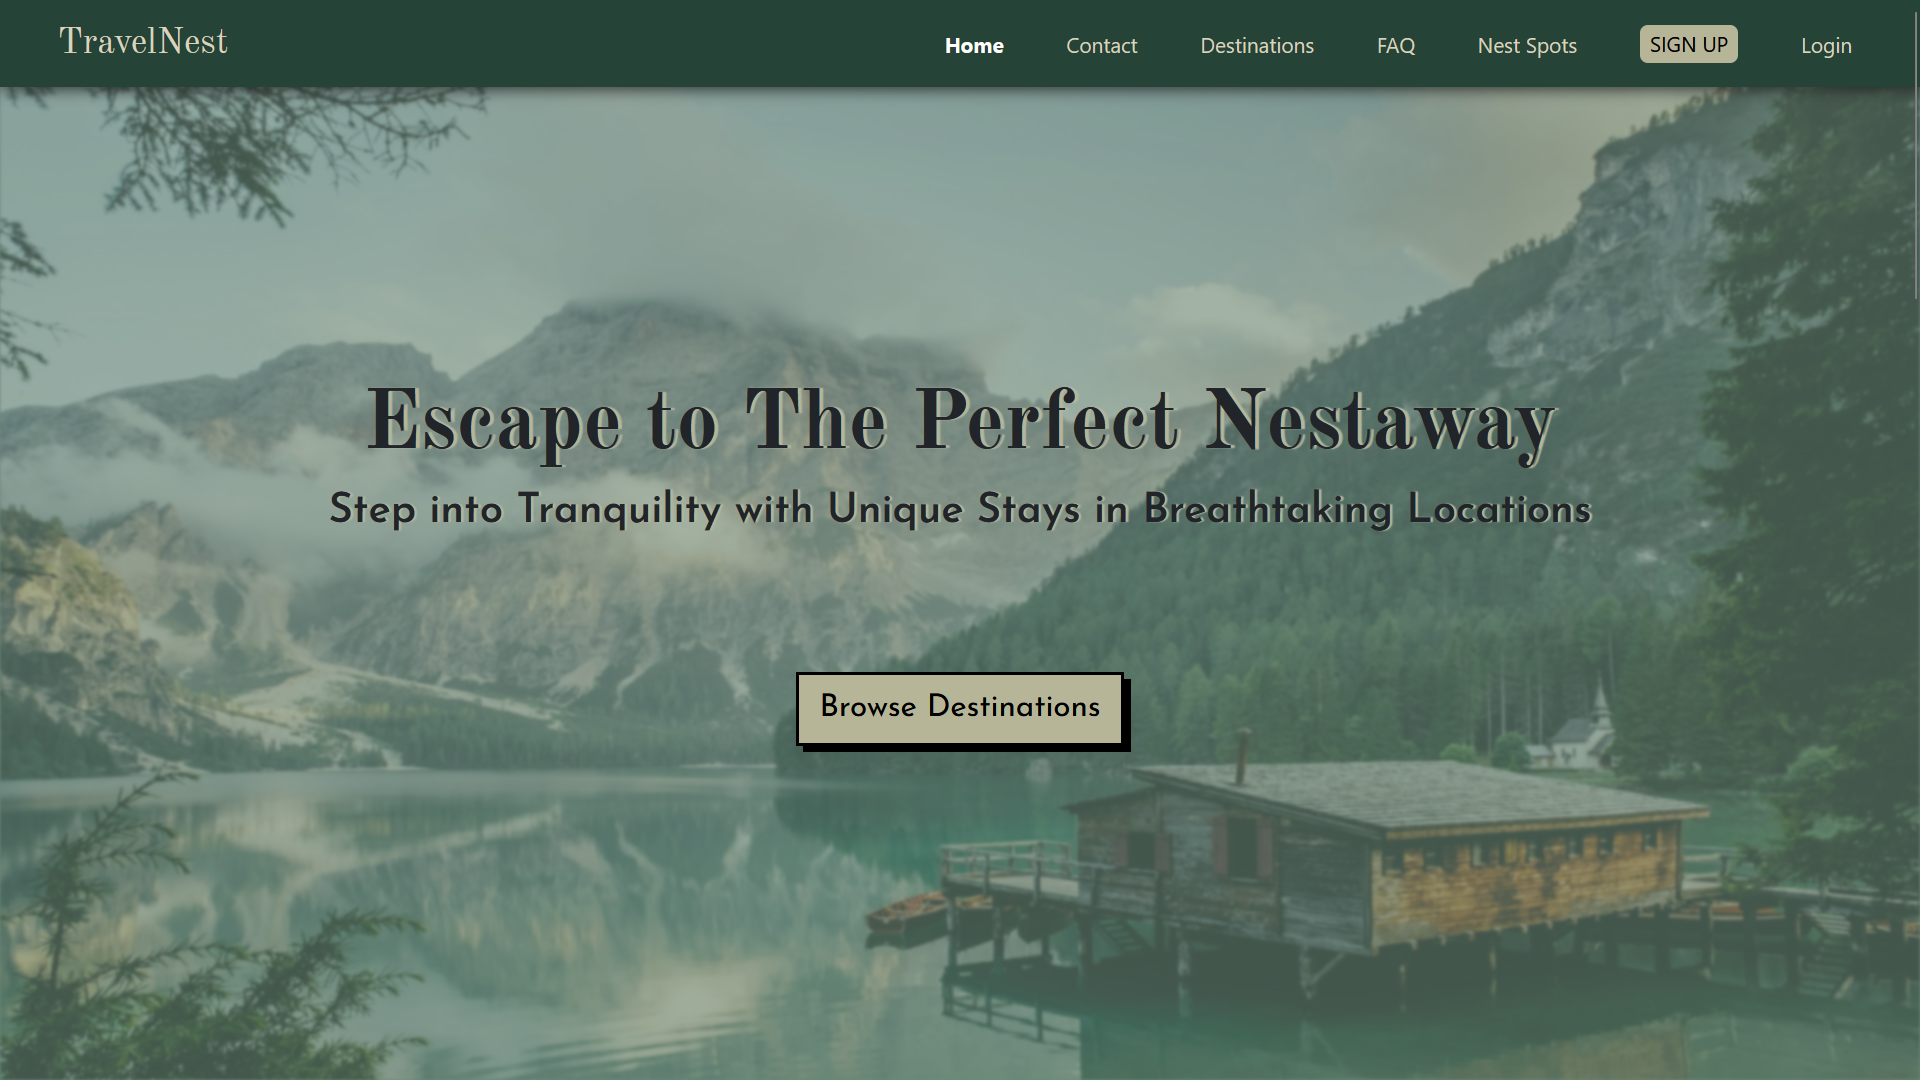 TravelNest
Home Contact Destinations FAQ Nest Spots SIGN UP Login
Escape to The Perfect Nestaway
Step into Tranquility with Unique Stays in Breathtaking Locations
Browse Destinations